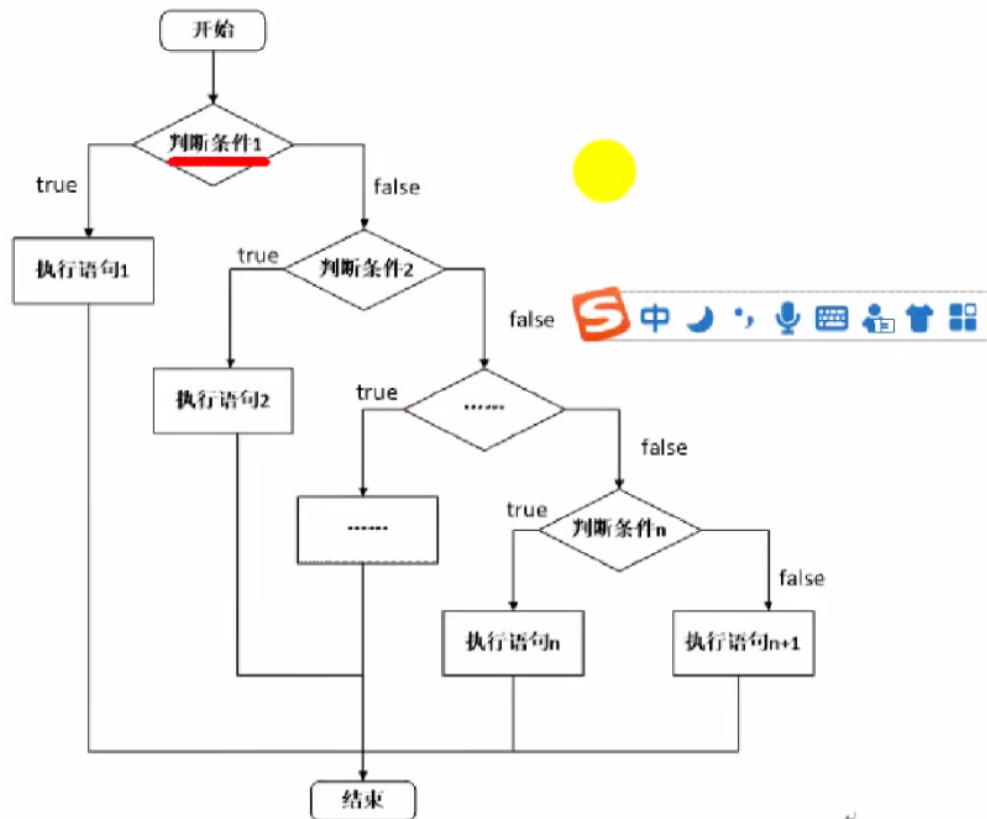 开始
判断条件1
true
false
执行语句1
true
判断条件2
false
中
执行语句2
true
......
false
......
true
判断条件n
false
执行语句n
执行语句n+1
结束